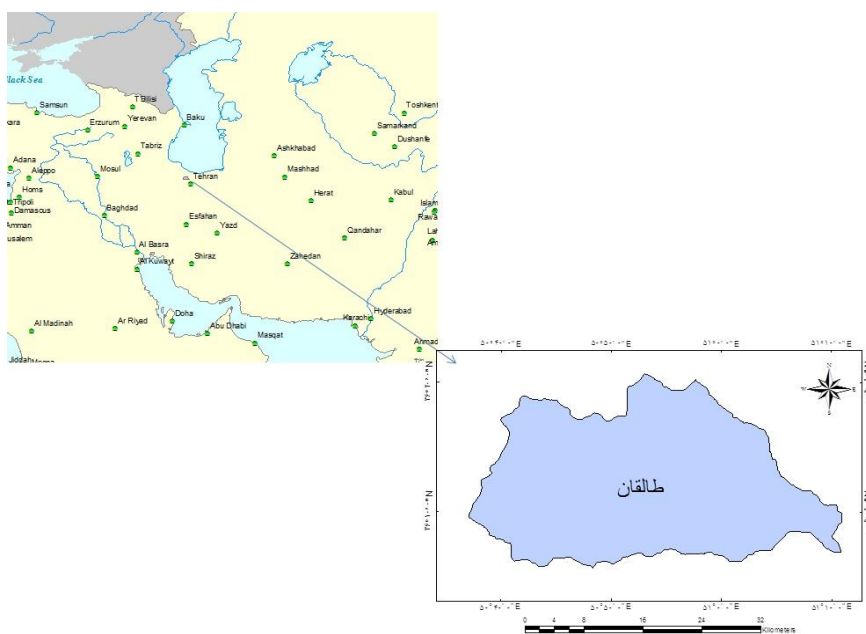 Black Sea
T'Bilisi
Toshkent
Samsun
Erzurum
Yerevan
Baku
Samarkand
Dushanfe
Tabriz
Ashkhabad
Adana
Aleppo
Mosul
Tehran
Mashhad
Homs
Herat
Kabul
Tripoli
Damascus
Baghdad
Amman
Esfahan
Yazd
Qandahar
Al Basra
Al Kuwayt
Shiraz
Zahedan
Al Madinah
Ar Riyad
Doha
Abu Dhabi
Masqat
Karachi
Hyderabad
Jiddah
N
W E
S
طالقان
0 4 8 16 24 32
Kilometers